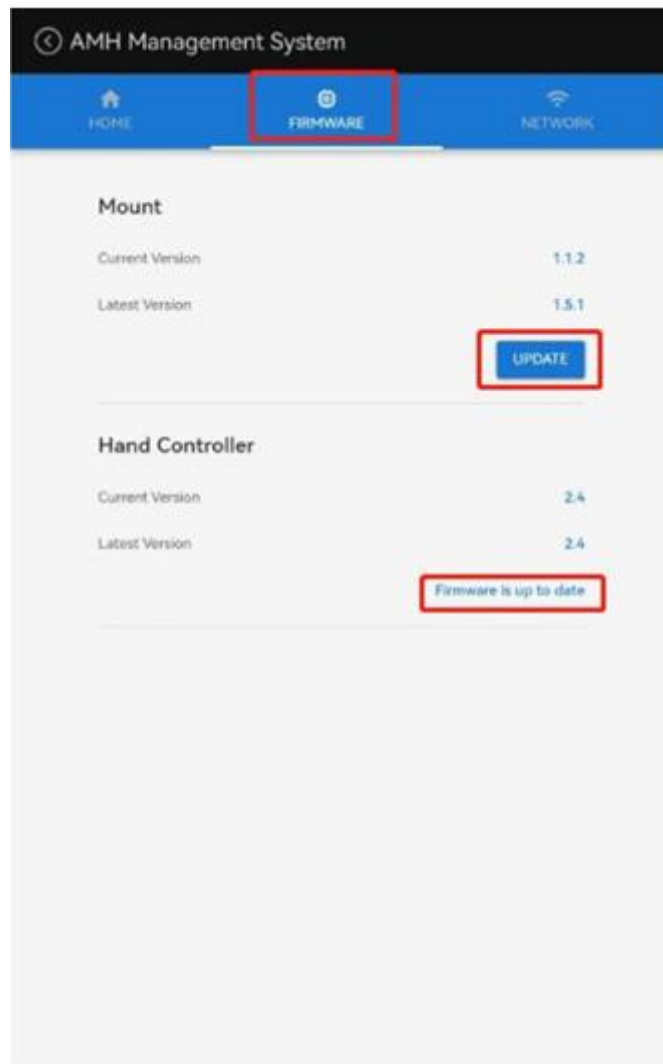 AMH Management System
HOME FIRMWARE NETWORK
Mount
Current Version 1.1.2
Latest Version 1.5.1
UPDATE
Hand Controller
Current Version 2.4
Latest Version 2.4
Firmware is up to date